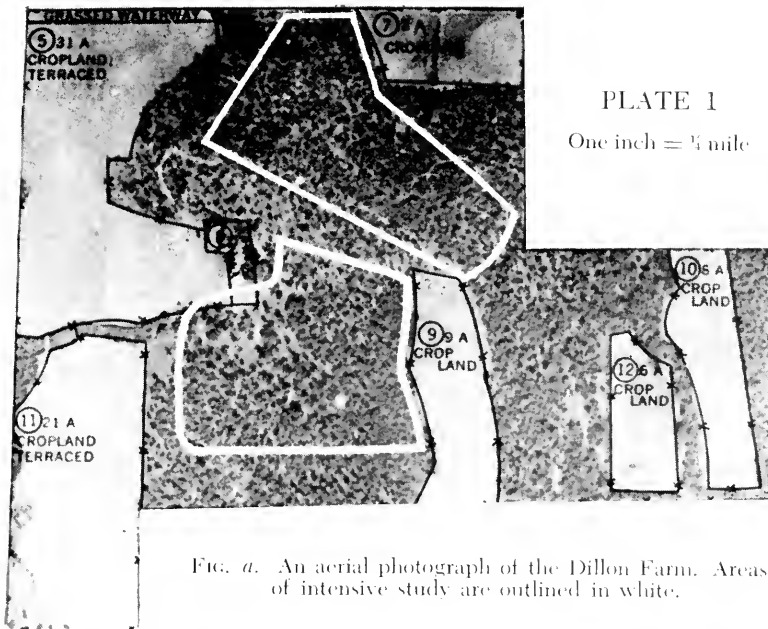 GRASSED WATERWAY
5 31 A
CROPLAND
TERRACED
7 8 A
CROPLAND
PLATE 1
One inch = ¼ mile
10 6 A
CROP
LAND
9 9 A
CROP
LAND
12 6 A
CROP
LAND
11 21 A
CROPLAND
TERRACED
FIG. a. An aerial photograph of the Dillon Farm. Areas
of intensive study are outlined in white.